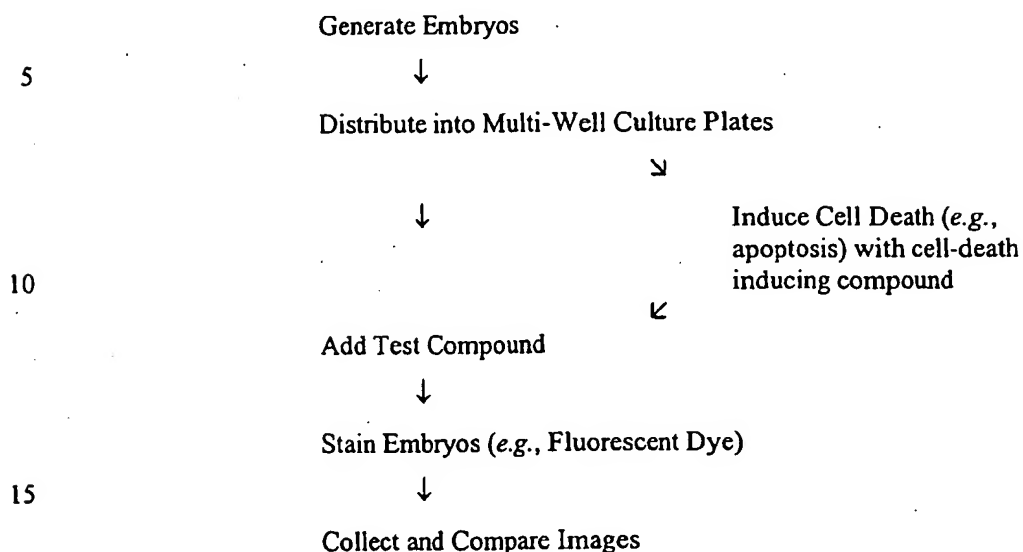 Generate Embryos
5
↓
Distribute into Multi-Well Culture Plates
↘
↓
Induce Cell Death (e.g.,
apoptosis) with cell-death
10
inducing compound
↙
Add Test Compound
↓
Stain Embryos (e.g., Fluorescent Dye)
15
↓
Collect and Compare Images